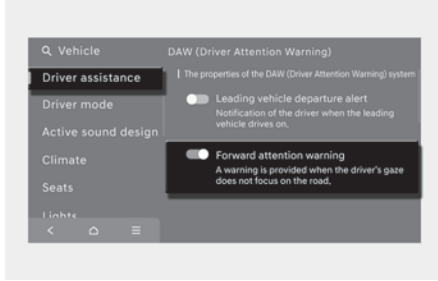 Vehicle
DAW (Driver Attention Warning)
Driver assistance
The properties of the DAW (Driver Attention Warning) system
Driver mode
Leading vehicle departure alert
Notification of the driver when the leading
vehicle drives on.
Active sound design
Climate
Forward attention warning
A warning is provided when the driver's gaze
does not focus on the road.
Seats
Lights